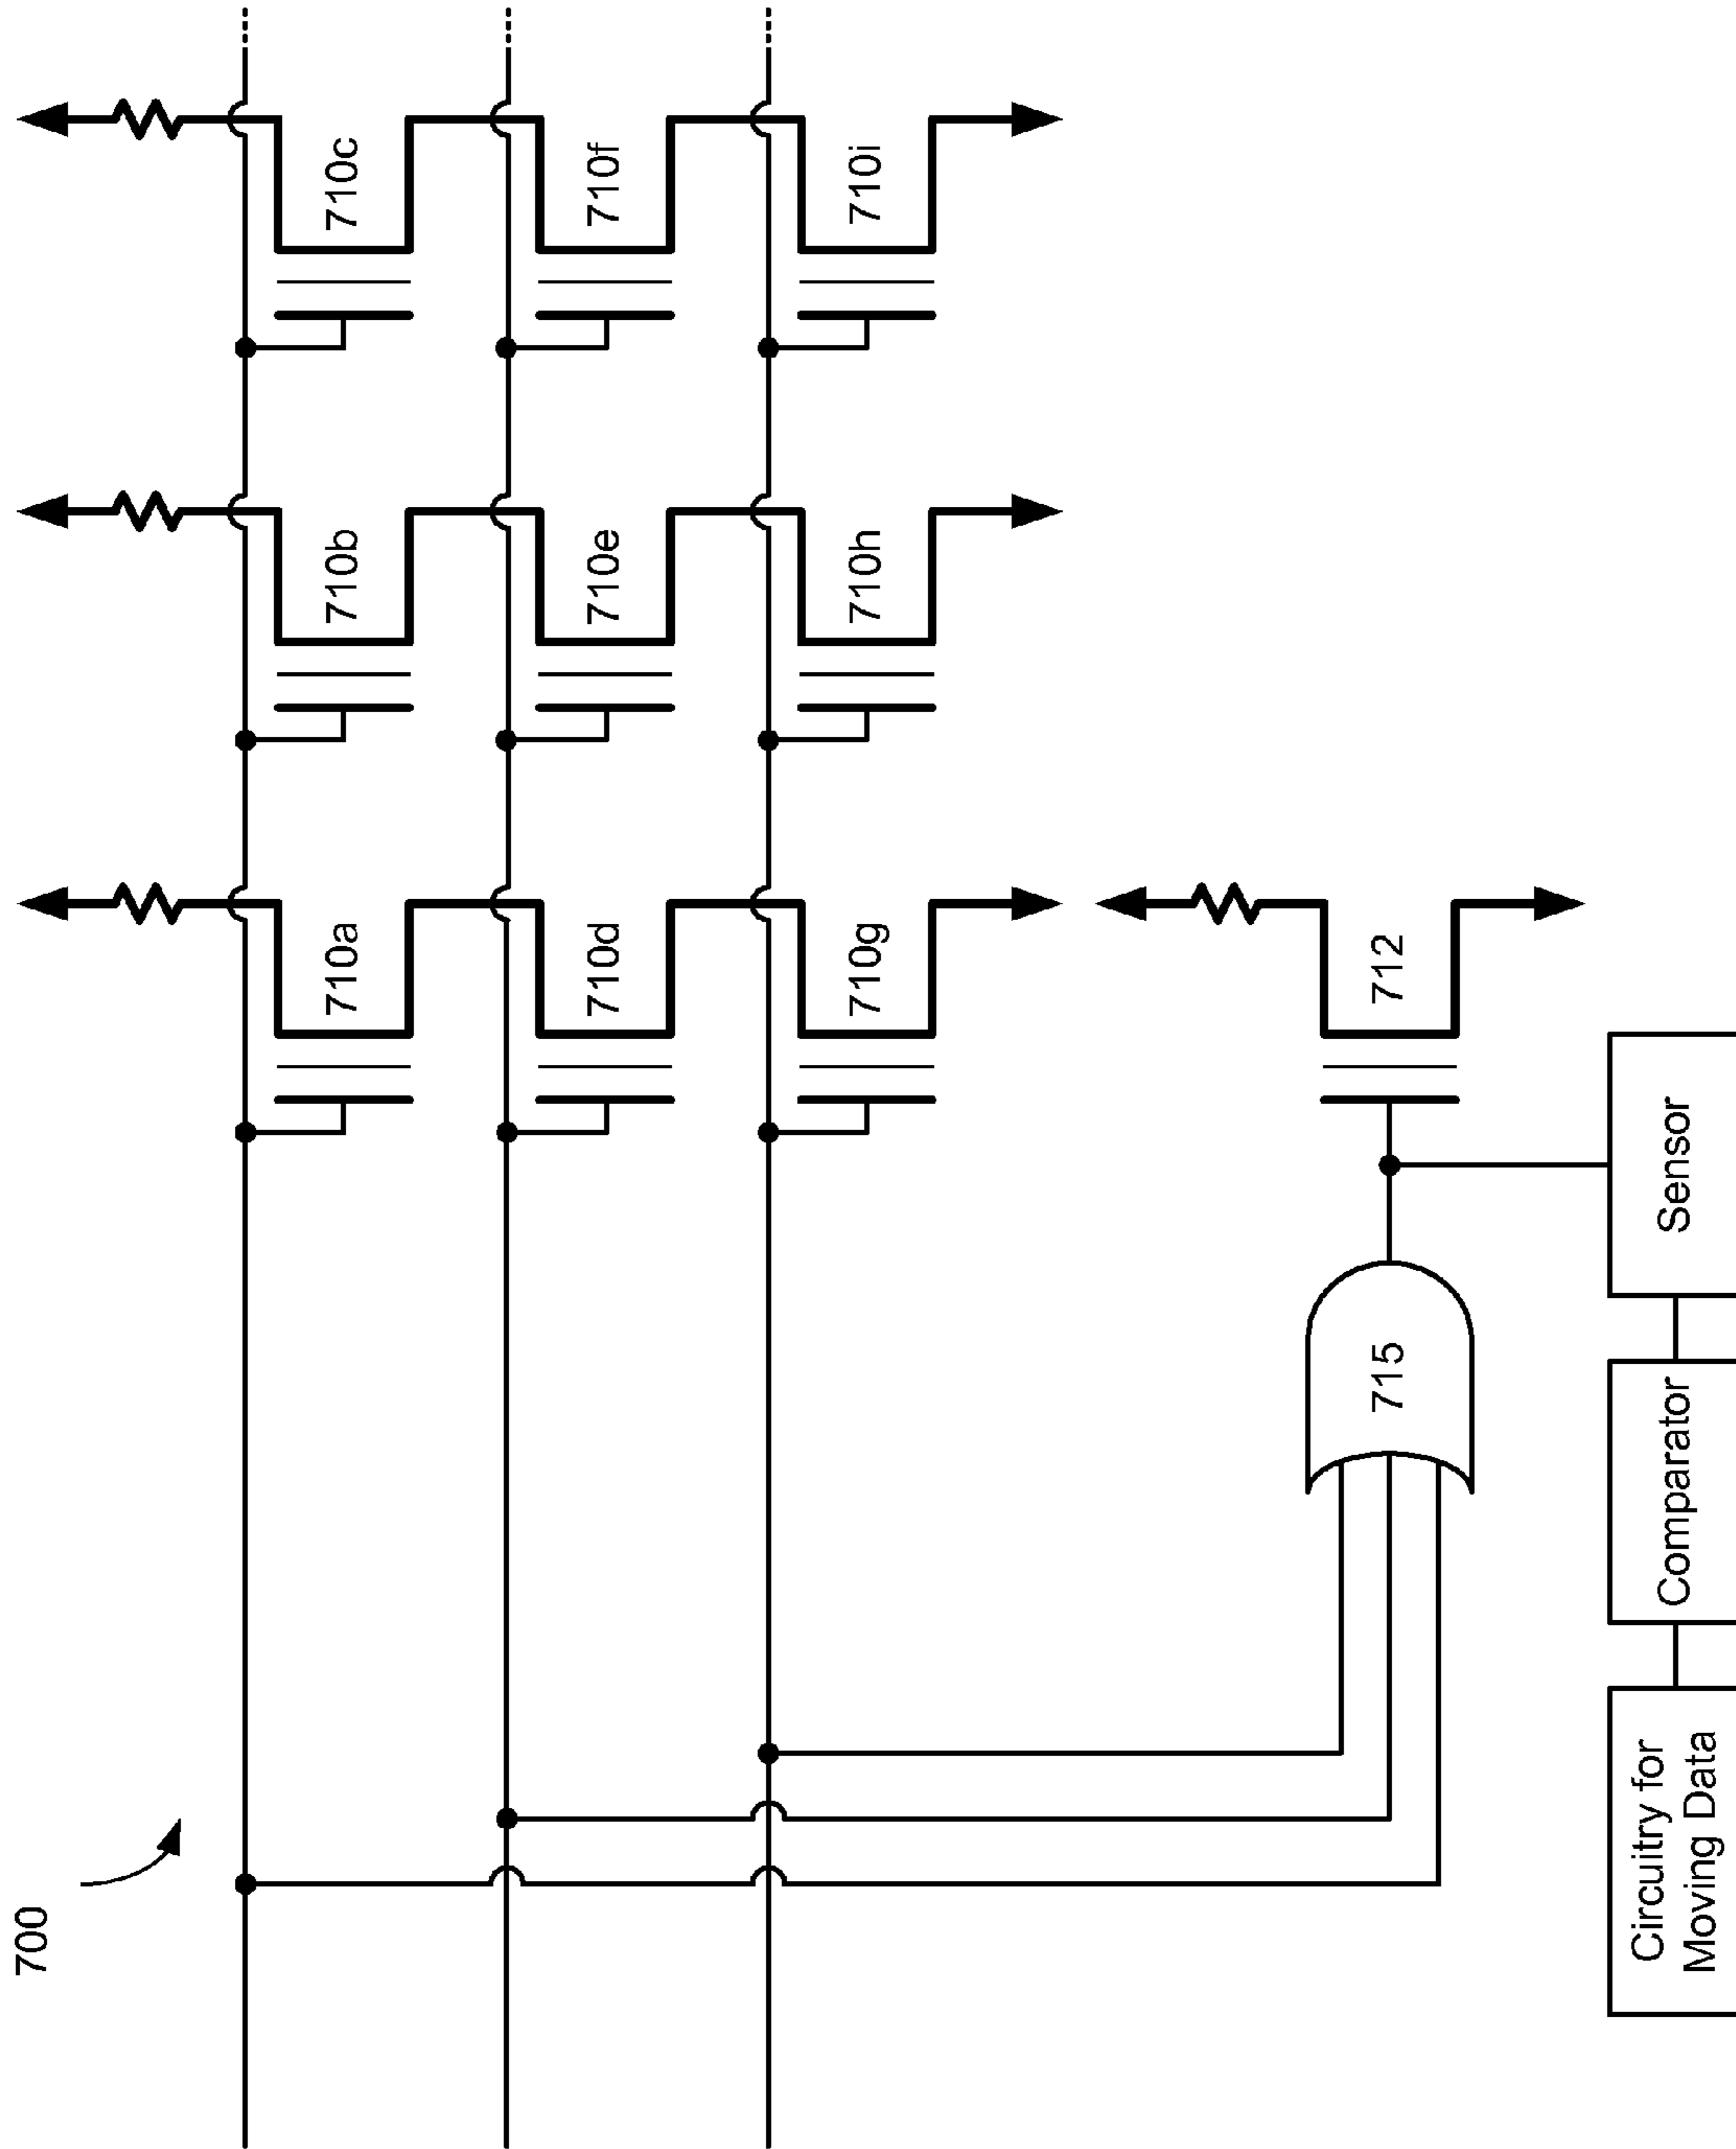 700
710a
710b
710c
710d
710e
710f
710g
710h
710i
712
715
Circuitry for
Moving Data
Comparator
Sensor